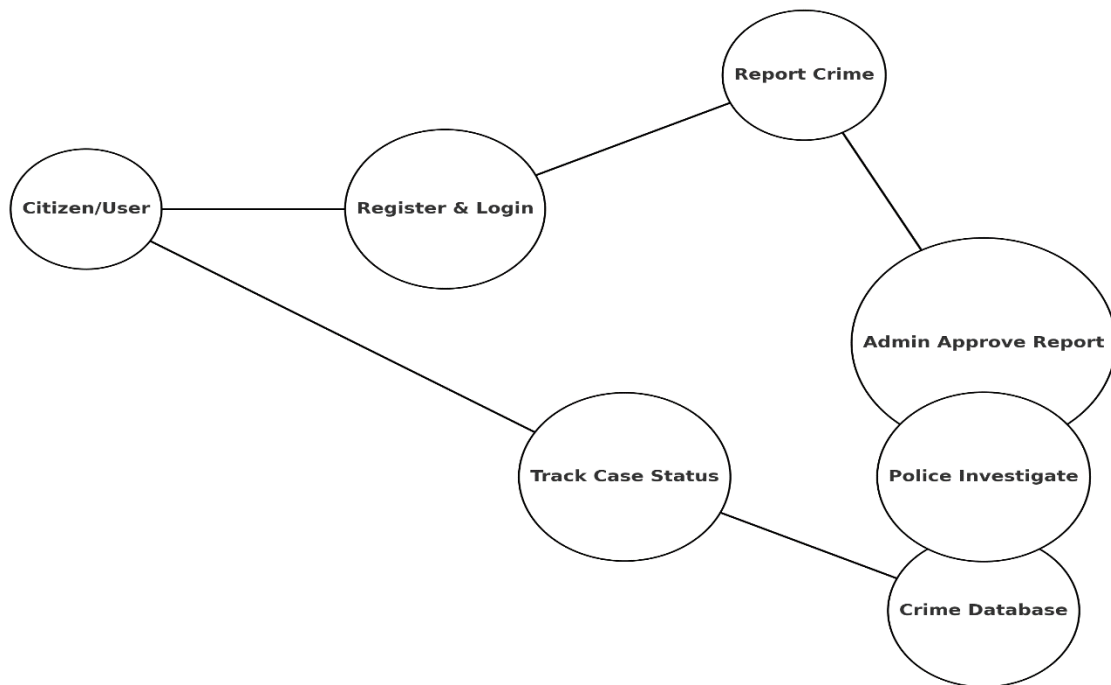 Report Crime
Citizen/User
Register & Login
Admin Approve Report
Track Case Status
Police Investigate
Crime Database